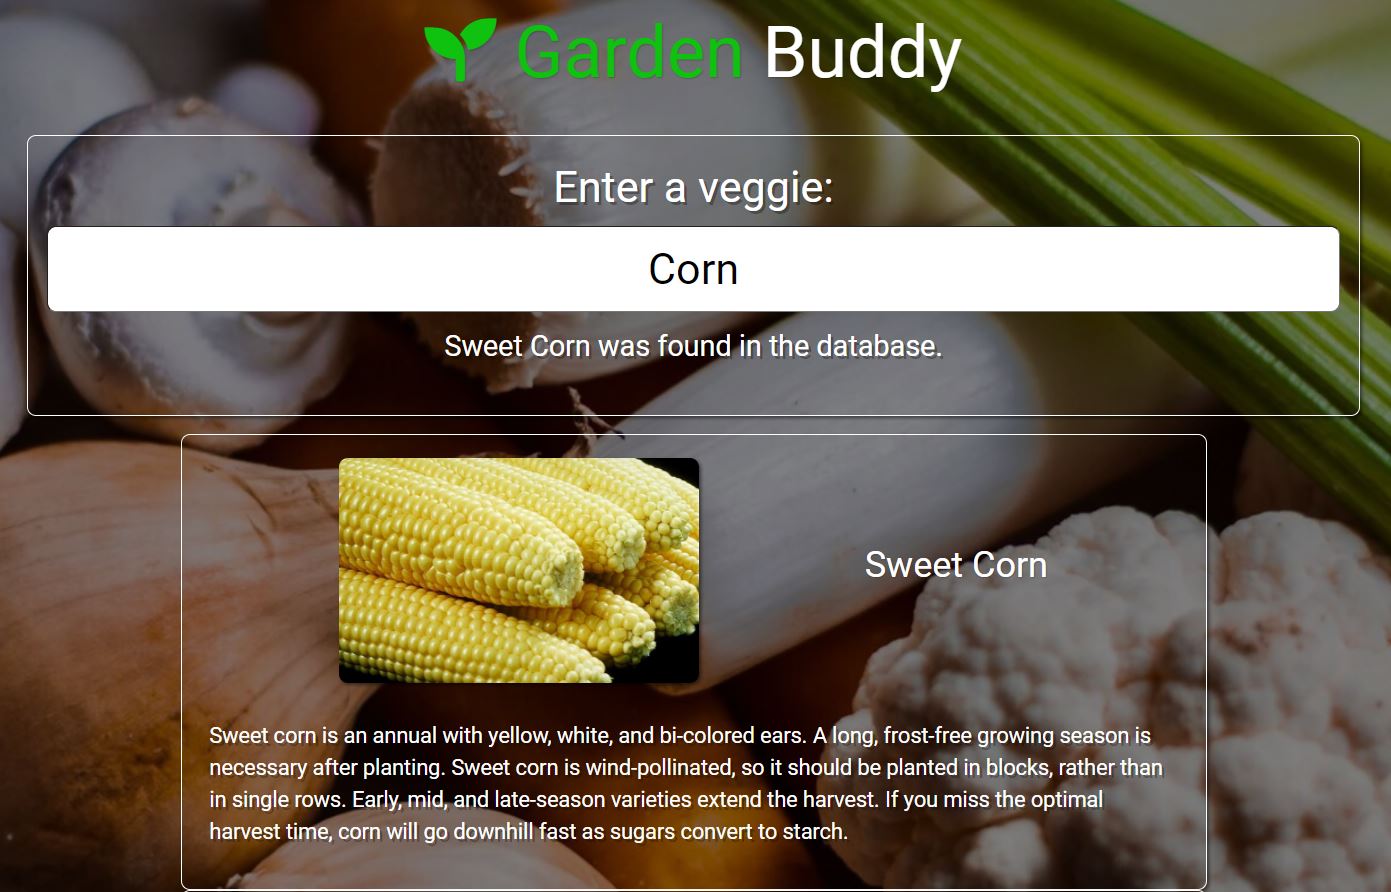 Garden Buddy
Enter a veggie:
Corn
Sweet Corn was found in the database.
Sweet Corn
Sweet corn is an annual with yellow, white, and bi-colored ears. A long, frost-free growing season is
necessary after planting. Sweet corn is wind-pollinated, so it should be planted in blocks, rather than
in single rows. Early, mid, and late-season varieties extend the harvest. If you miss the optimal
harvest time, corn will go downhill fast as sugars convert to starch.